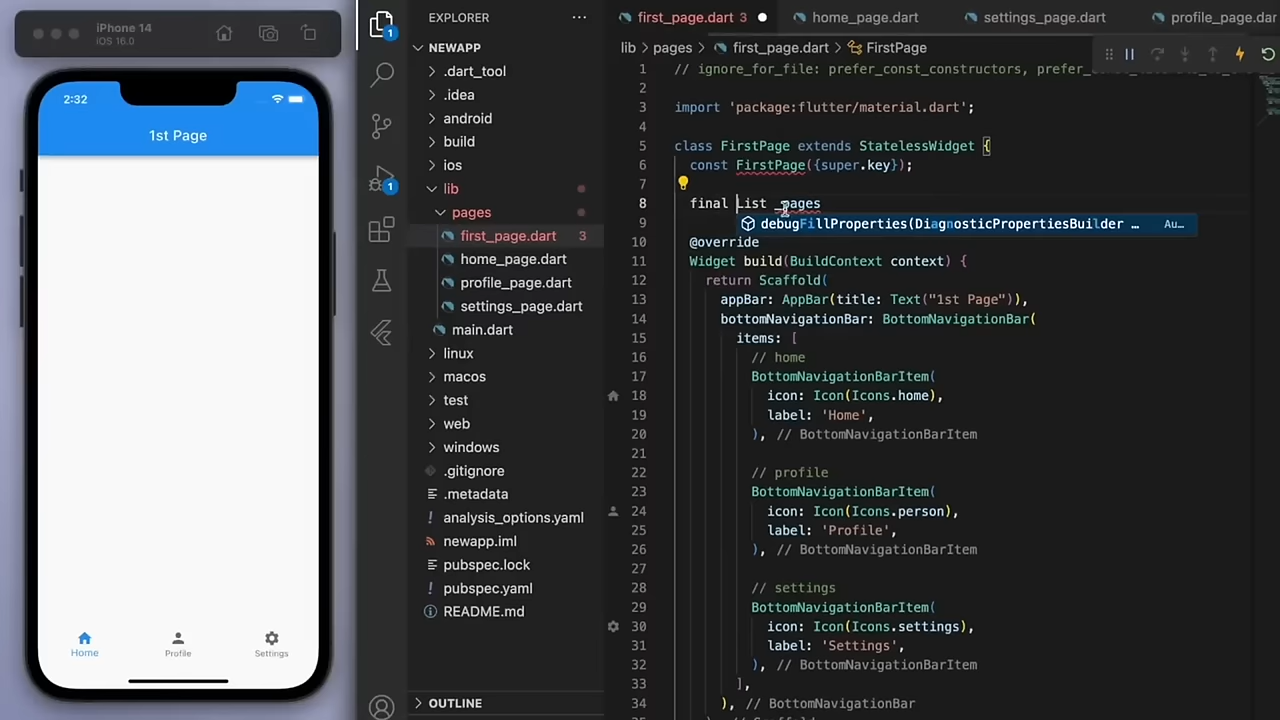 iPhone 14
iOS 16.0
2:32
1st Page
Home
Profile
Settings
1
1
EXPLORER
NEWAPP
.dart_tool
.idea
android
build
ios
lib
pages
first_page.dart 3
home_page.dart
profile_page.dart
settings_page.dart
main.dart
linux
macos
test
web
windows
.gitignore
.metadata
analysis_options.yaml
newapp.iml
pubspec.lock
pubspec.yaml
README.md
OUTLINE
first_page.dart 3 home_page.dart settings_page.dart profile_page.dar
lib > pages > first_page.dart > FirstPage
1 // ignore_for_file: prefer_const_constructors,
2
3 import 'package:flutter/material.dart';
4
5 class FirstPage extends StatelessWidget {
6 const FirstPage({super.key});
7
8 final List _pages
debugFillProperties(DiagnosticPropertiesBuilder … Au…
9
10 @override
11 Widget build(BuildContext context) {
12 return Scaffold(
13 appBar: AppBar(title: Text("1st Page")),
14 bottomNavigationBar: BottomNavigationBar(
15 items: [
16 // home
17 BottomNavigationBarItem(
18 icon: Icon(Icons.home),
19 label: 'Home',
20 ), // BottomNavigationBarItem
21
22 // profile
23 BottomNavigationBarItem(
24 icon: Icon(Icons.person),
25 label: 'Profile',
26 ), // BottomNavigationBarItem
27
28 // settings
29 BottomNavigationBarItem(
30 icon: Icon(Icons.settings),
31 label: 'Settings',
32 ), // BottomNavigationBarItem
33 ],
34 ), // BottomNavigationBar